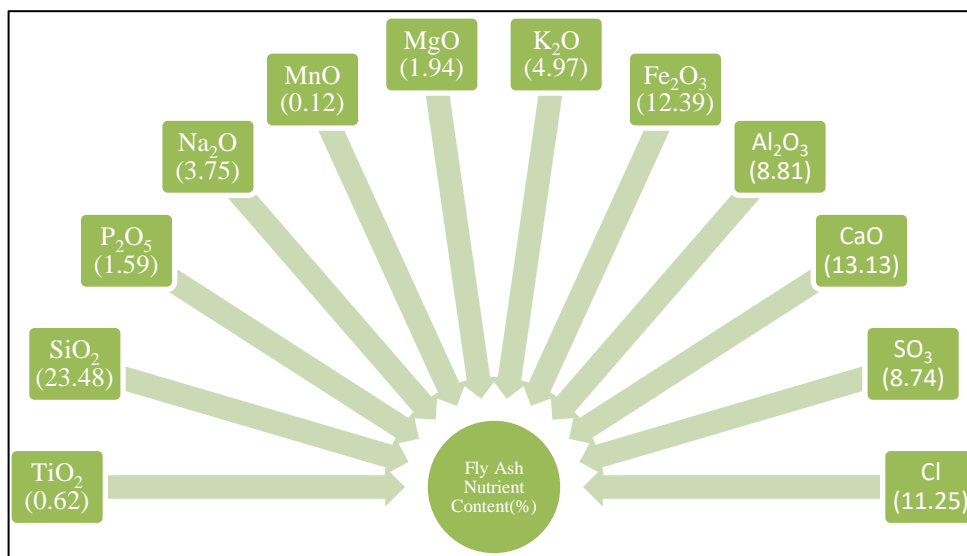 TiO₂
(0.62)
SiO₂
(23.48)
P₂O₅
(1.59)
Na₂O
(3.75)
MnO
(0.12)
MgO
(1.94)
K₂O
(4.97)
Fe₂O₃
(12.39)
Al₂O₃
(8.81)
CaO
(13.13)
SO₃
(8.74)
Cl
(11.25)
Fly Ash
Nutrient
Content(%)